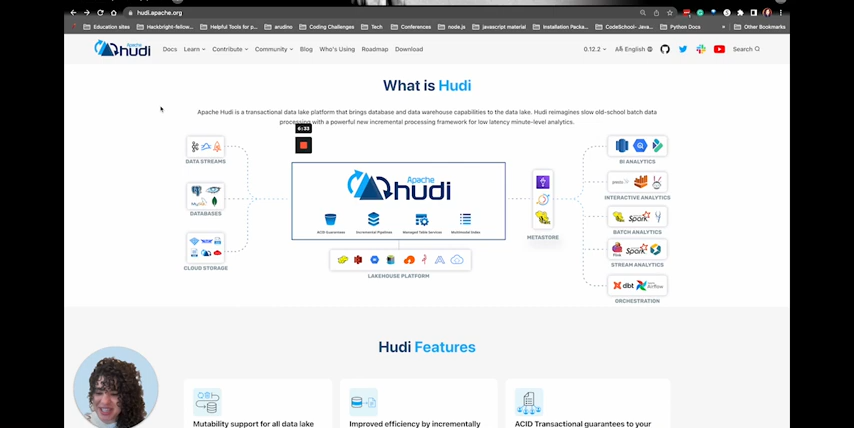 hudi.apache.org
Education sites
Hackbright-fellow...
Helpful Tools for p...
arudino
Coding Challenges
Tech
Conferences
node.js
javascript material
Installation Packa...
CodeSchool- Java...
Python Docs
»
Other Bookmarks
Apache
hudi
Docs
Learn
Contribute
Community
Blog
Who's Using
Roadmap
Download
0.12.2
English
Search
What is Hudi
Apache Hudi is a transactional data lake platform that brings database and data warehouse capabilities to the data lake. Hudi reimagines slow old-school batch data
processing with a powerful new incremental processing framework for low latency minute-level analytics.
6:33
DATA STREAMS
DATABASES
CLOUD STORAGE
Apache
hudi
ACID Guarantees
Incremental Pipelines
Managed Table Services
Multimodal Index
LAKEHOUSE PLATFORM
METASTORE
BI ANALYTICS
INTERACTIVE ANALYTICS
Spark
BATCH ANALYTICS
Spark
STREAM ANALYTICS
dbt
Airflow
ORCHESTRATION
Hudi Features
Mutability support for all data lake
Improved efficiency by incrementally
ACID Transactional guarantees to your